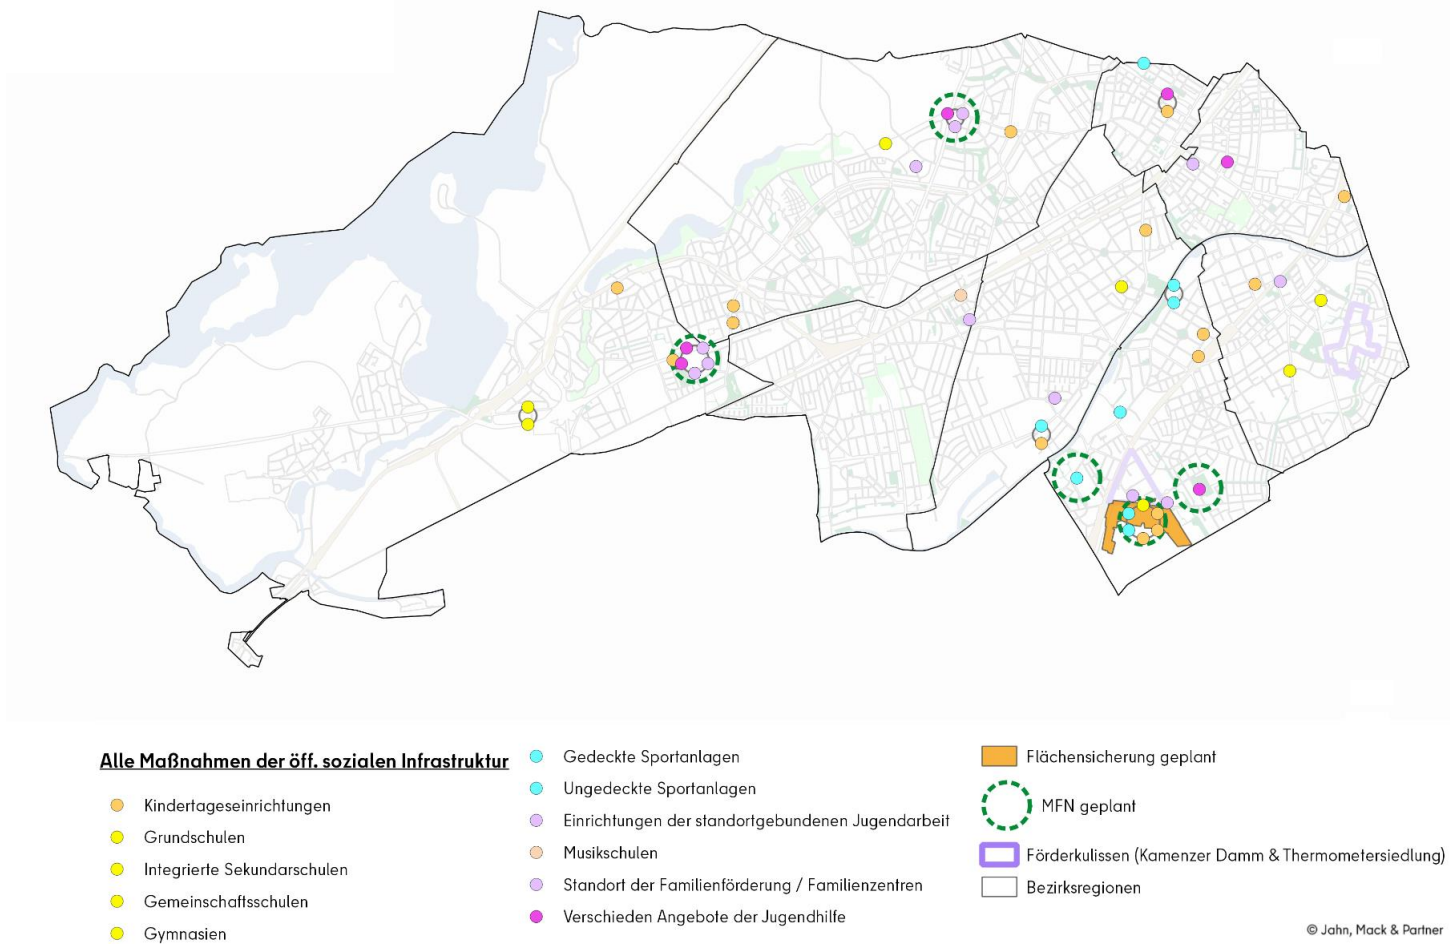 Alle Maßnahmen der öff. sozialen Infrastruktur
Kindertageseinrichtungen
Grundschulen
Integrierte Sekundarschulen
Gemeinschaftsschulen
Gymnasien
Gedeckte Sportanlagen
Ungedeckte Sportanlagen
Einrichtungen der standortgebundenen Jugendarbeit
Musikschulen
Standort der Familienförderung / Familienzentren
Verschieden Angebote der Jugendhilfe
Flächensicherung geplant
MFN geplant
Förderkulissen (Kamenzer Damm & Thermometersiedlung)
Bezirksregionen
© Jahn, Mack & Partner